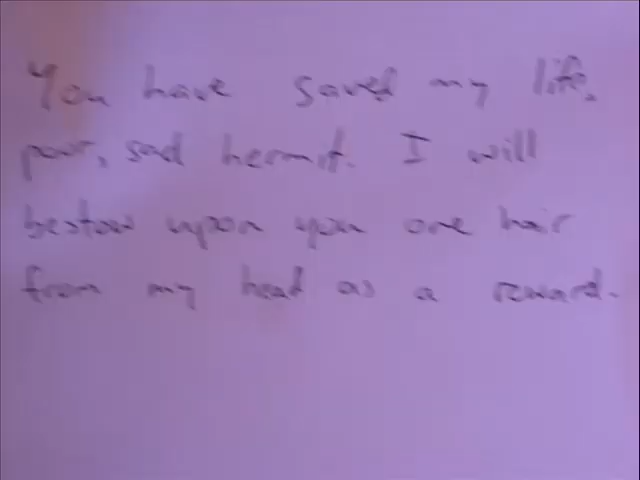 You have saved my life,
poor, sad hermit. I will
bestow upon you one hair
from my head as a reward.